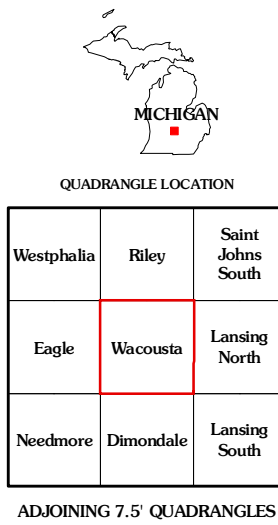 MICHIGAN
QUADRANGLE LOCATION
Westphalia
Riley
Saint
Johns
South
Eagle
Wacousta
Lansing
North
Needmore
Dimondale
Lansing
South
ADJOINING 7.5' QUADRANGLES